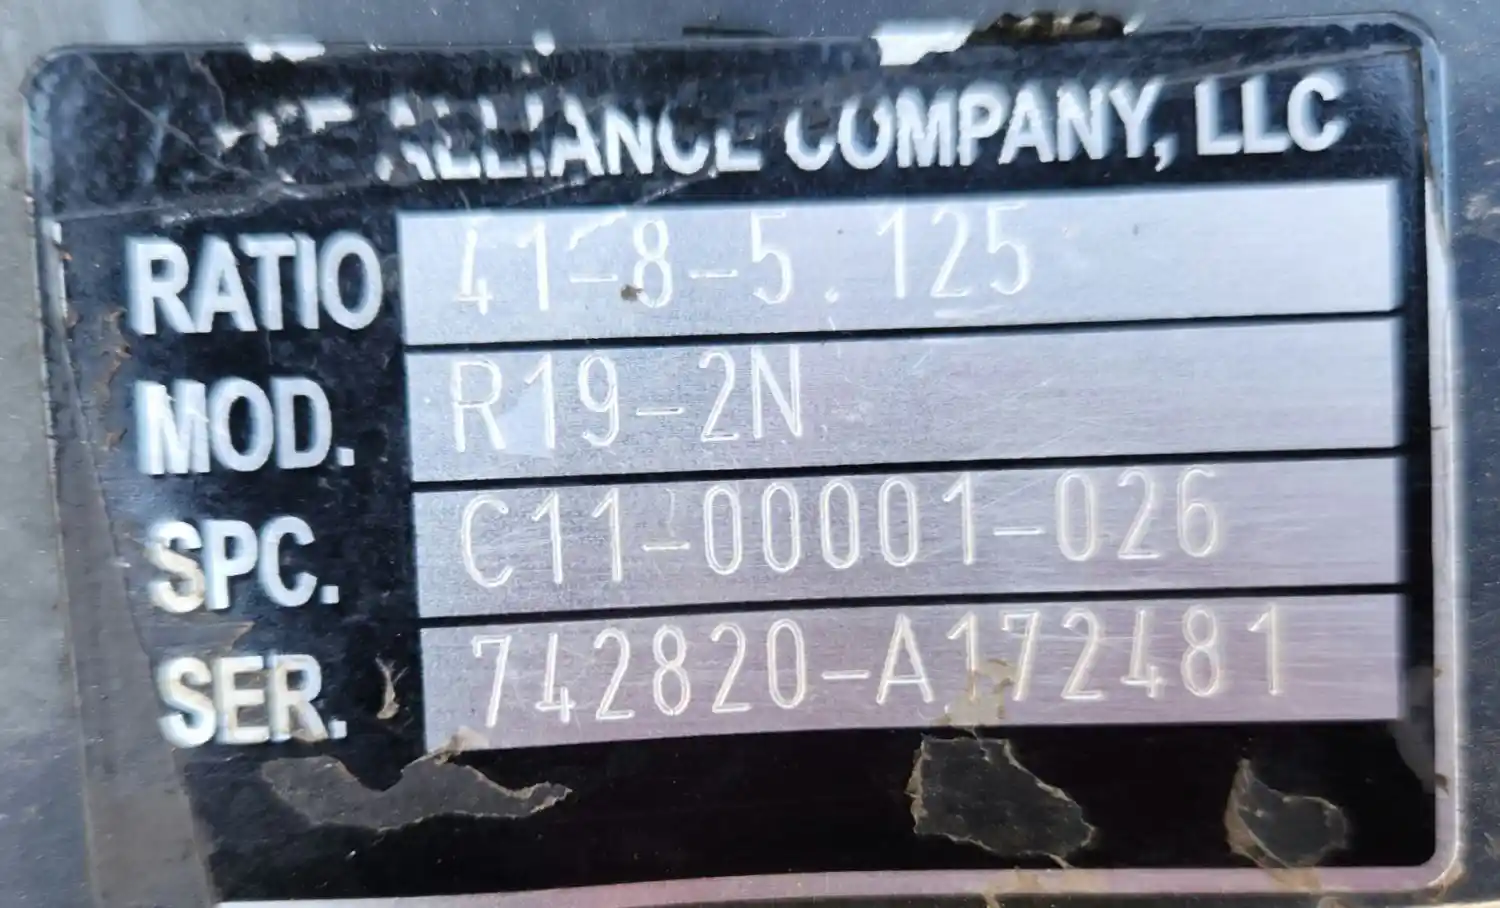 ALLIANCE COMPANY, LLC
RATIO 41-8-5.125
MOD. R19-2N
SPC. C11-00001-026
SER. 742820-A172481